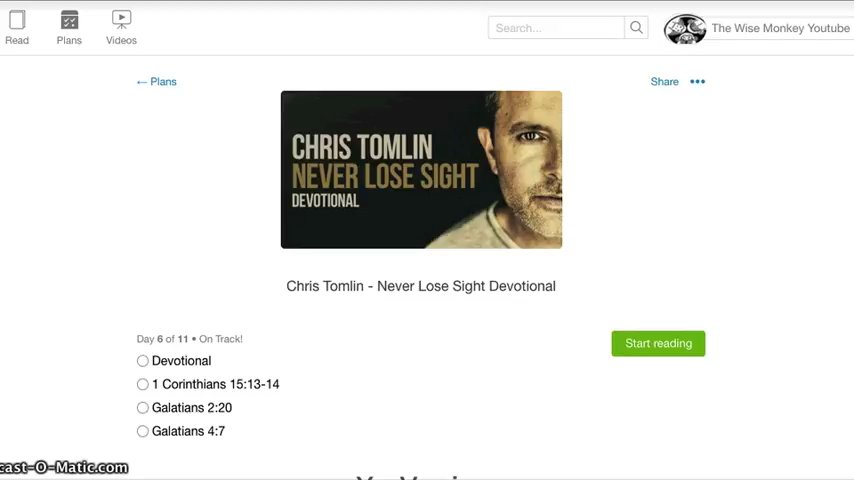 Read
Plans
Videos
Search...
The Wise Monkey Youtube
← Plans
Share •••
CHRIS TOMLIN
NEVER LOSE SIGHT
DEVOTIONAL
Chris Tomlin - Never Lose Sight Devotional
Day 6 of 11 • On Track!
Start reading
Devotional
1 Corinthians 15:13-14
Galatians 2:20
Galatians 4:7
cast-O-Matic.com